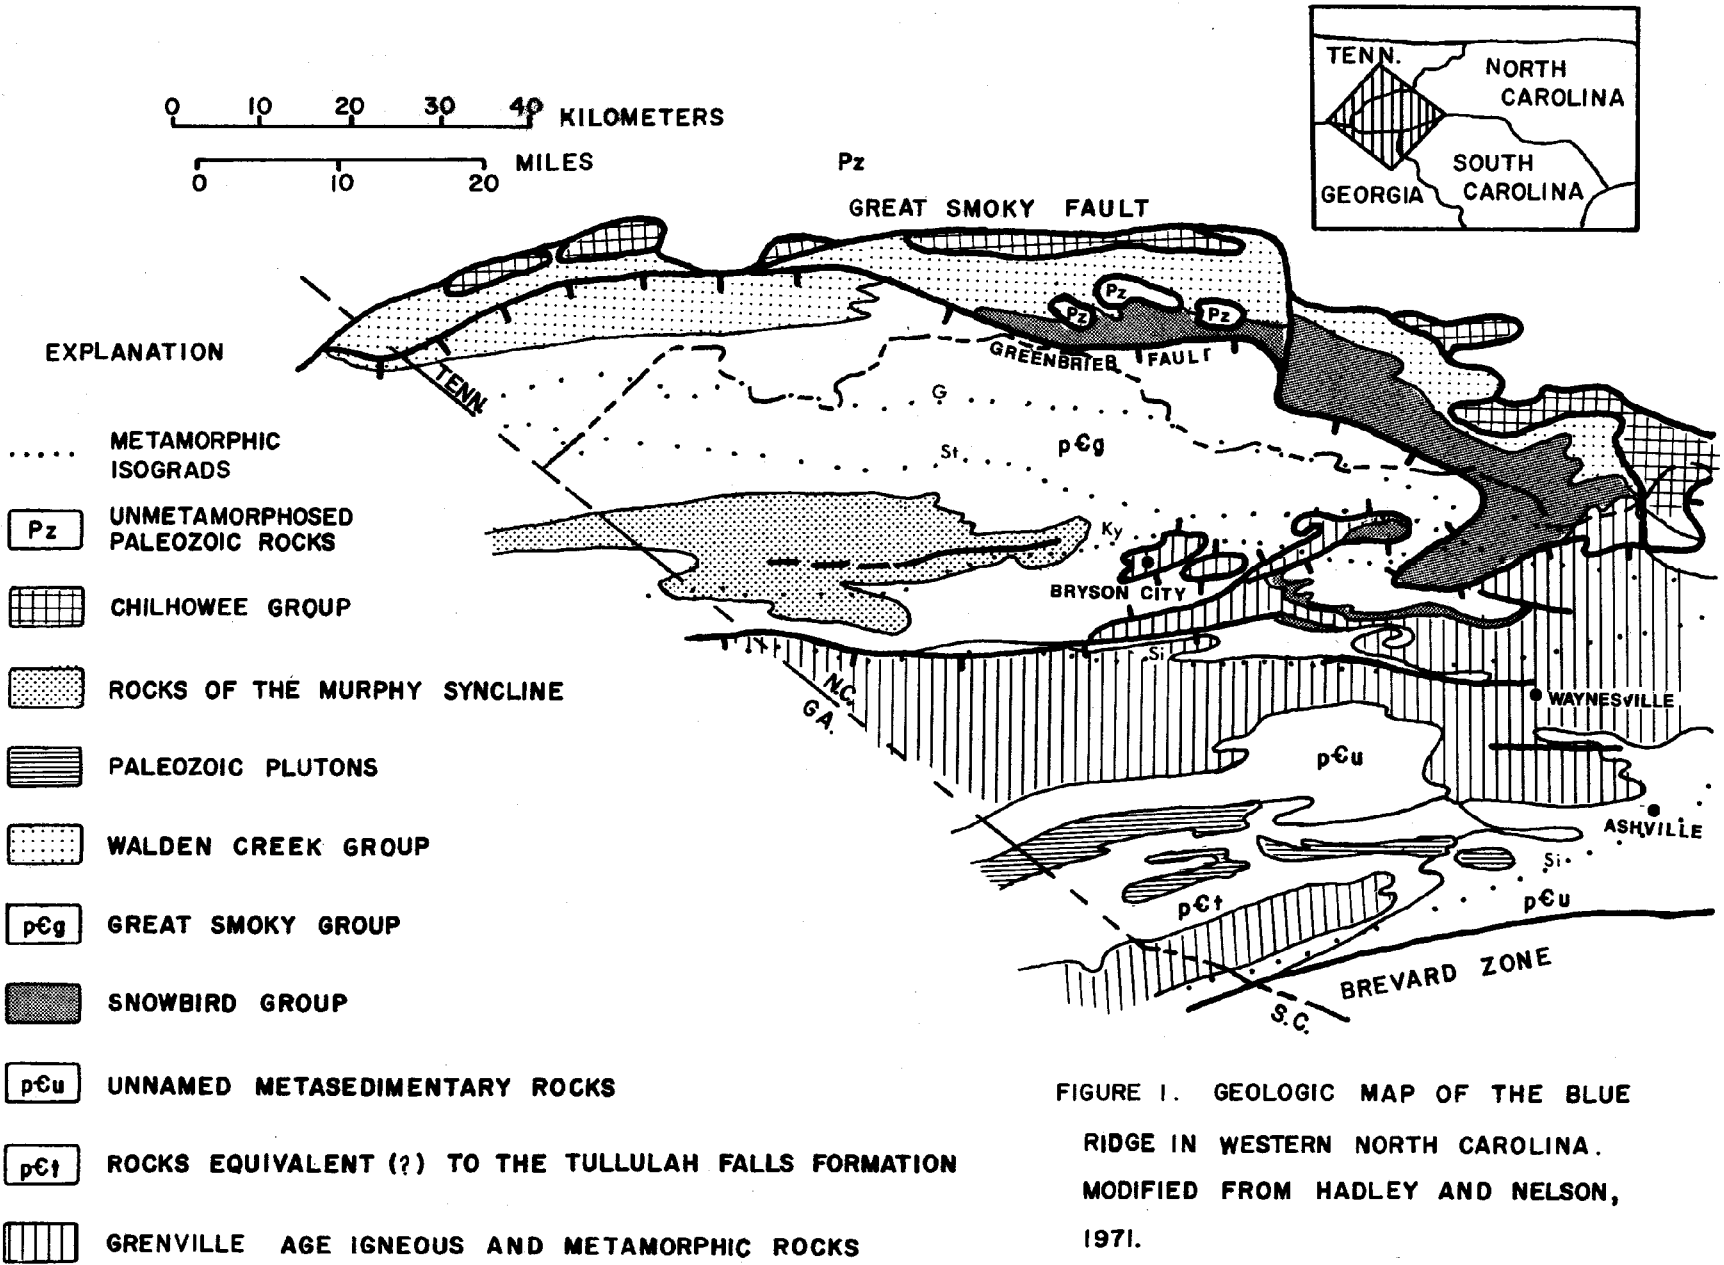 0 10 20 30 40 KILOMETERS
MILES
0 10 20
Pz
GREAT SMOKY FAULT
TENN.
NORTH
CAROLINA
SOUTH
CAROLINA
GEORGIA
Pz
Pz
Pz
GREENBRIER FAULT
TENN.
G
St.
p€g
Ky
BRYSON CITY
Si
N.C.
GA.
WAYNESVILLE
p€u
ASHVILLE
Si
p€t
p€u
BREVARD ZONE
S.C.
EXPLANATION
METAMORPHIC
ISOGRADS
Pz UNMETAMORPHOSED
PALEOZOIC ROCKS
CHILHOWEE GROUP
ROCKS OF THE MURPHY SYNCLINE
PALEOZOIC PLUTONS
WALDEN CREEK GROUP
p€g GREAT SMOKY GROUP
SNOWBIRD GROUP
p€u UNNAMED METASEDIMENTARY ROCKS
p€t ROCKS EQUIVALENT (?) TO THE TULLULAH FALLS FORMATION
GRENVILLE AGE IGNEOUS AND METAMORPHIC ROCKS
FIGURE 1. GEOLOGIC MAP OF THE BLUE
RIDGE IN WESTERN NORTH CAROLINA.
MODIFIED FROM HADLEY AND NELSON,
1971.